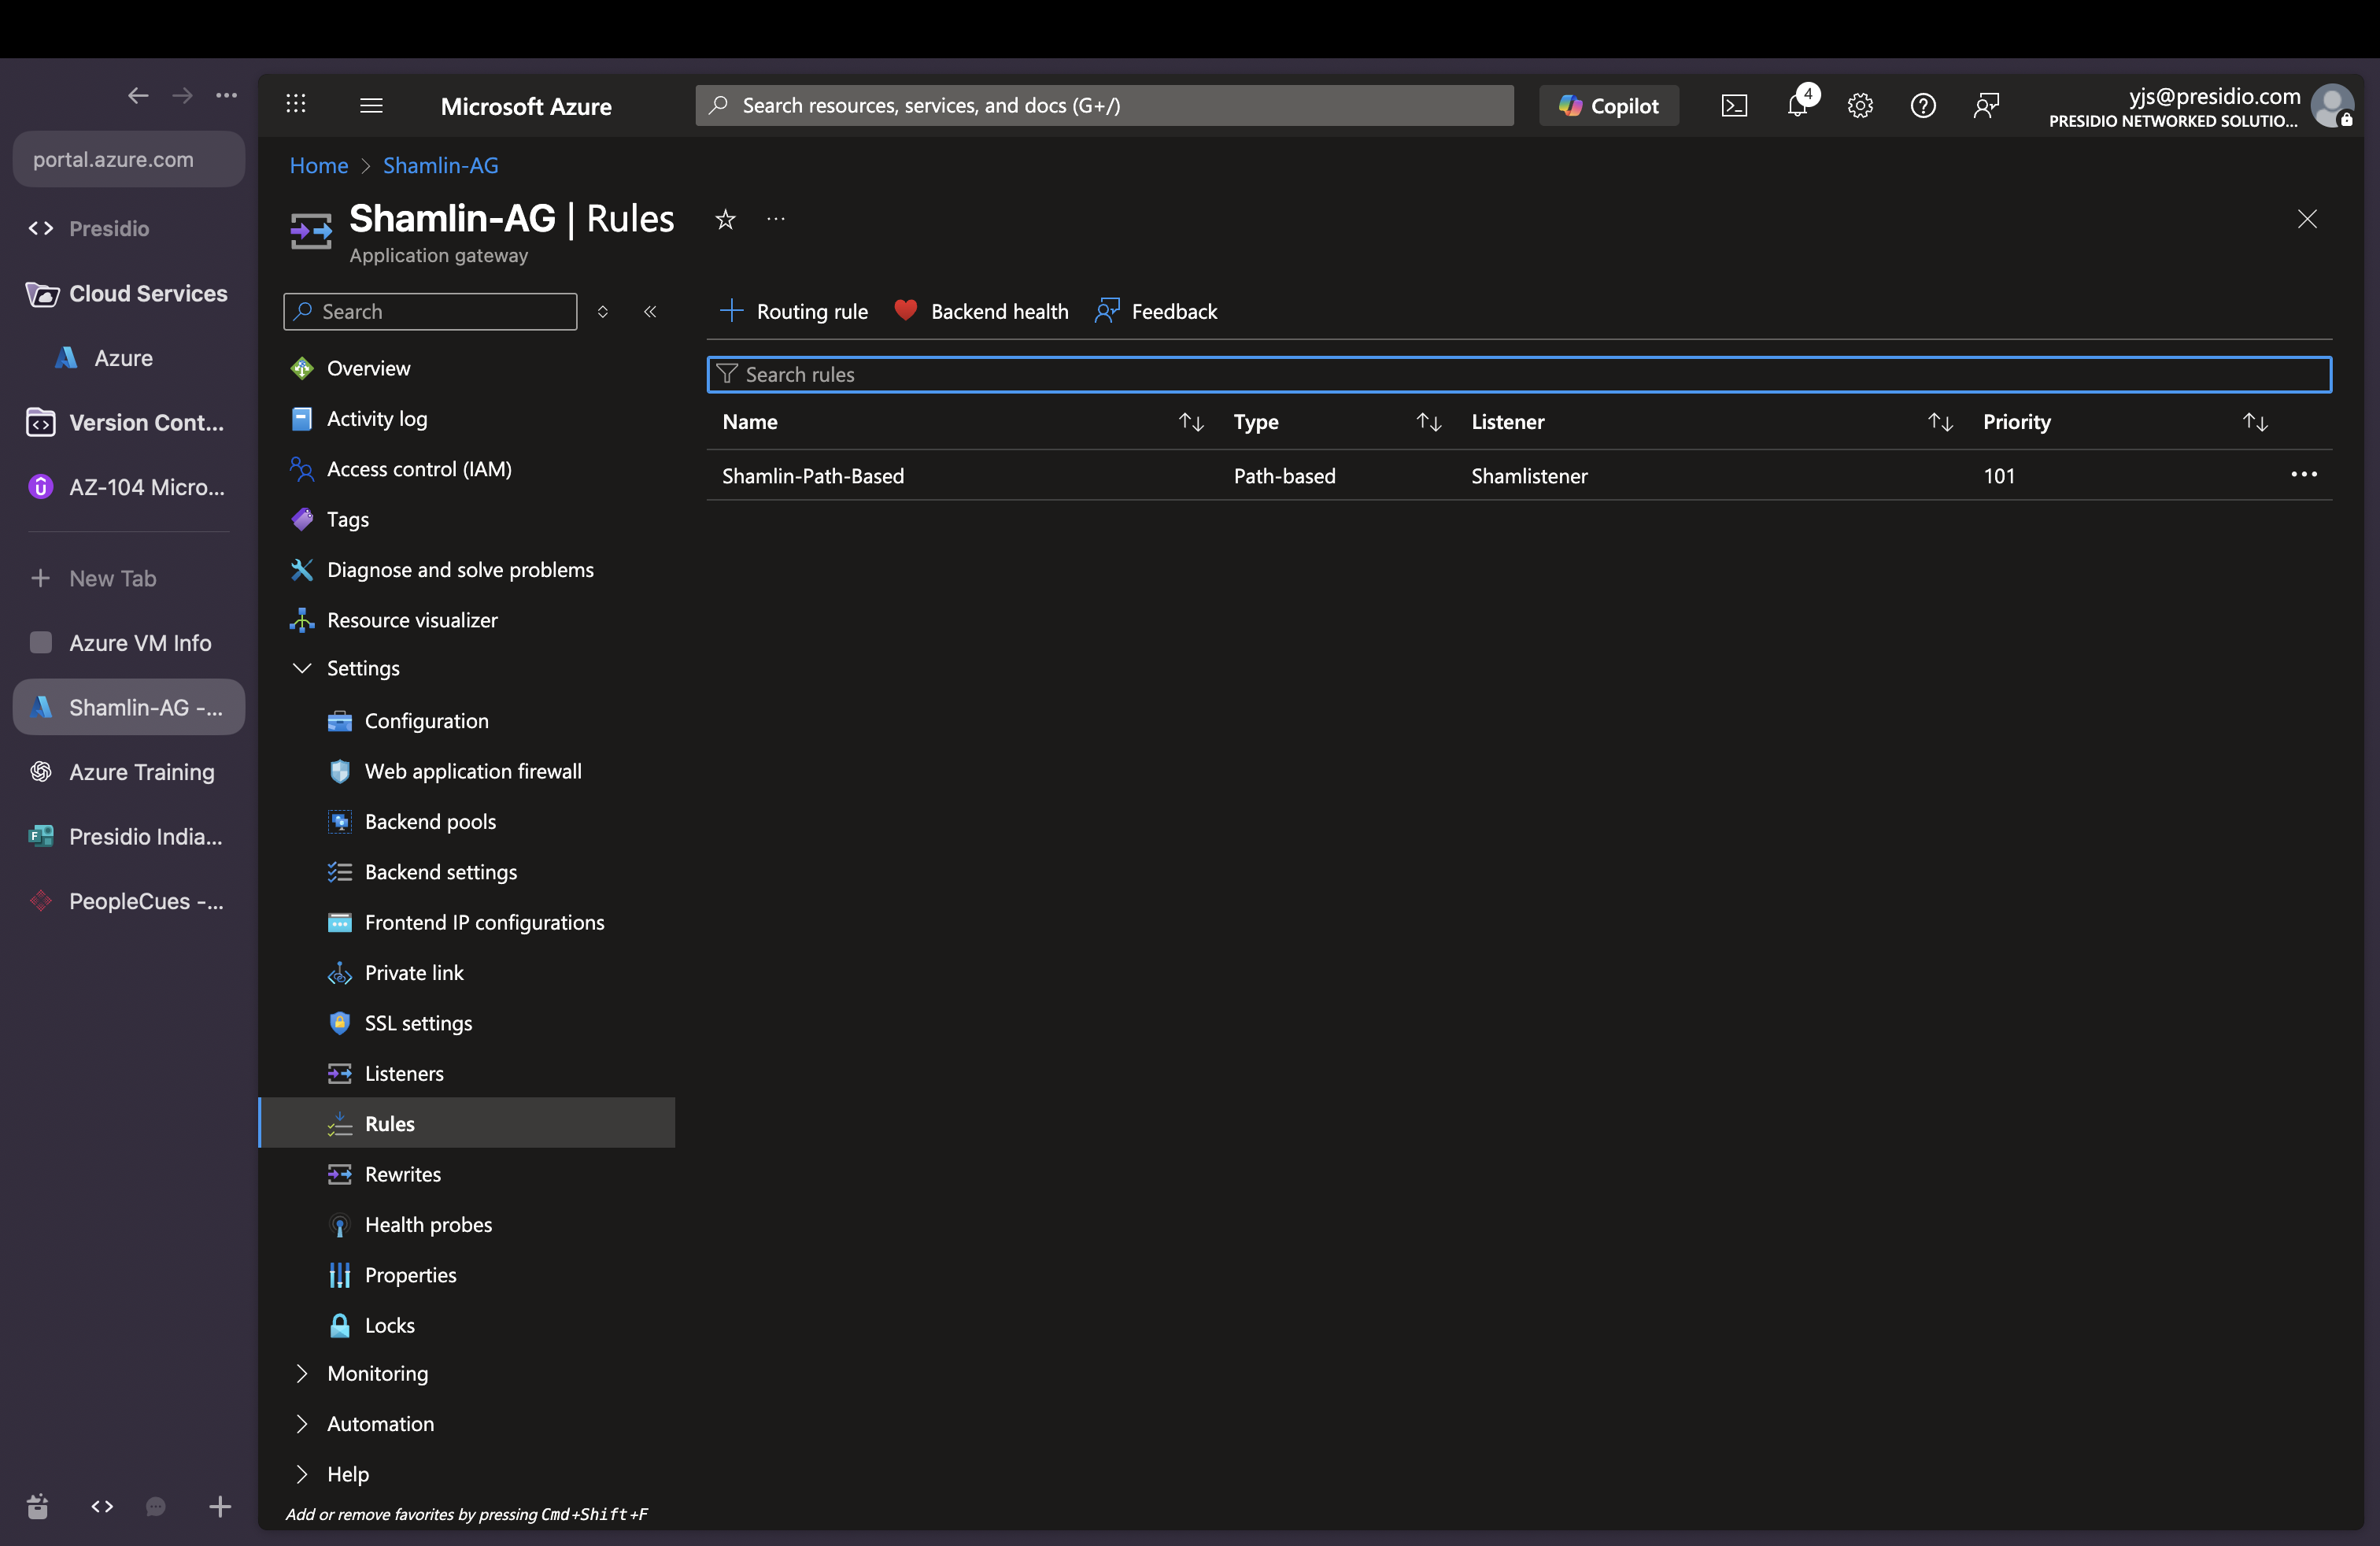 Microsoft Azure
Search resources, services, and docs (G+/)
Copilot
4
yjs@presidio.com
PRESIDIO NETWORKED SOLUTIO...
portal.azure.com
Presidio
Cloud Services
Azure
Version Cont...
AZ-104 Micro...
New Tab
Azure VM Info
Shamlin-AG -...
Azure Training
Presidio India...
PeopleCues -...
Home > Shamlin-AG
Shamlin-AG | Rules
Application gateway
Search
Overview
Activity log
Access control (IAM)
Tags
Diagnose and solve problems
Resource visualizer
Settings
Configuration
Web application firewall
Backend pools
Backend settings
Frontend IP configurations
Private link
SSL settings
Listeners
Rules
Rewrites
Health probes
Properties
Locks
Monitoring
Automation
Help
Add or remove favorites by pressing Cmd+Shift+F
Routing rule Backend health Feedback
Search rules
Name Type Listener Priority
Shamlin-Path-Based Path-based Shamlistener 101